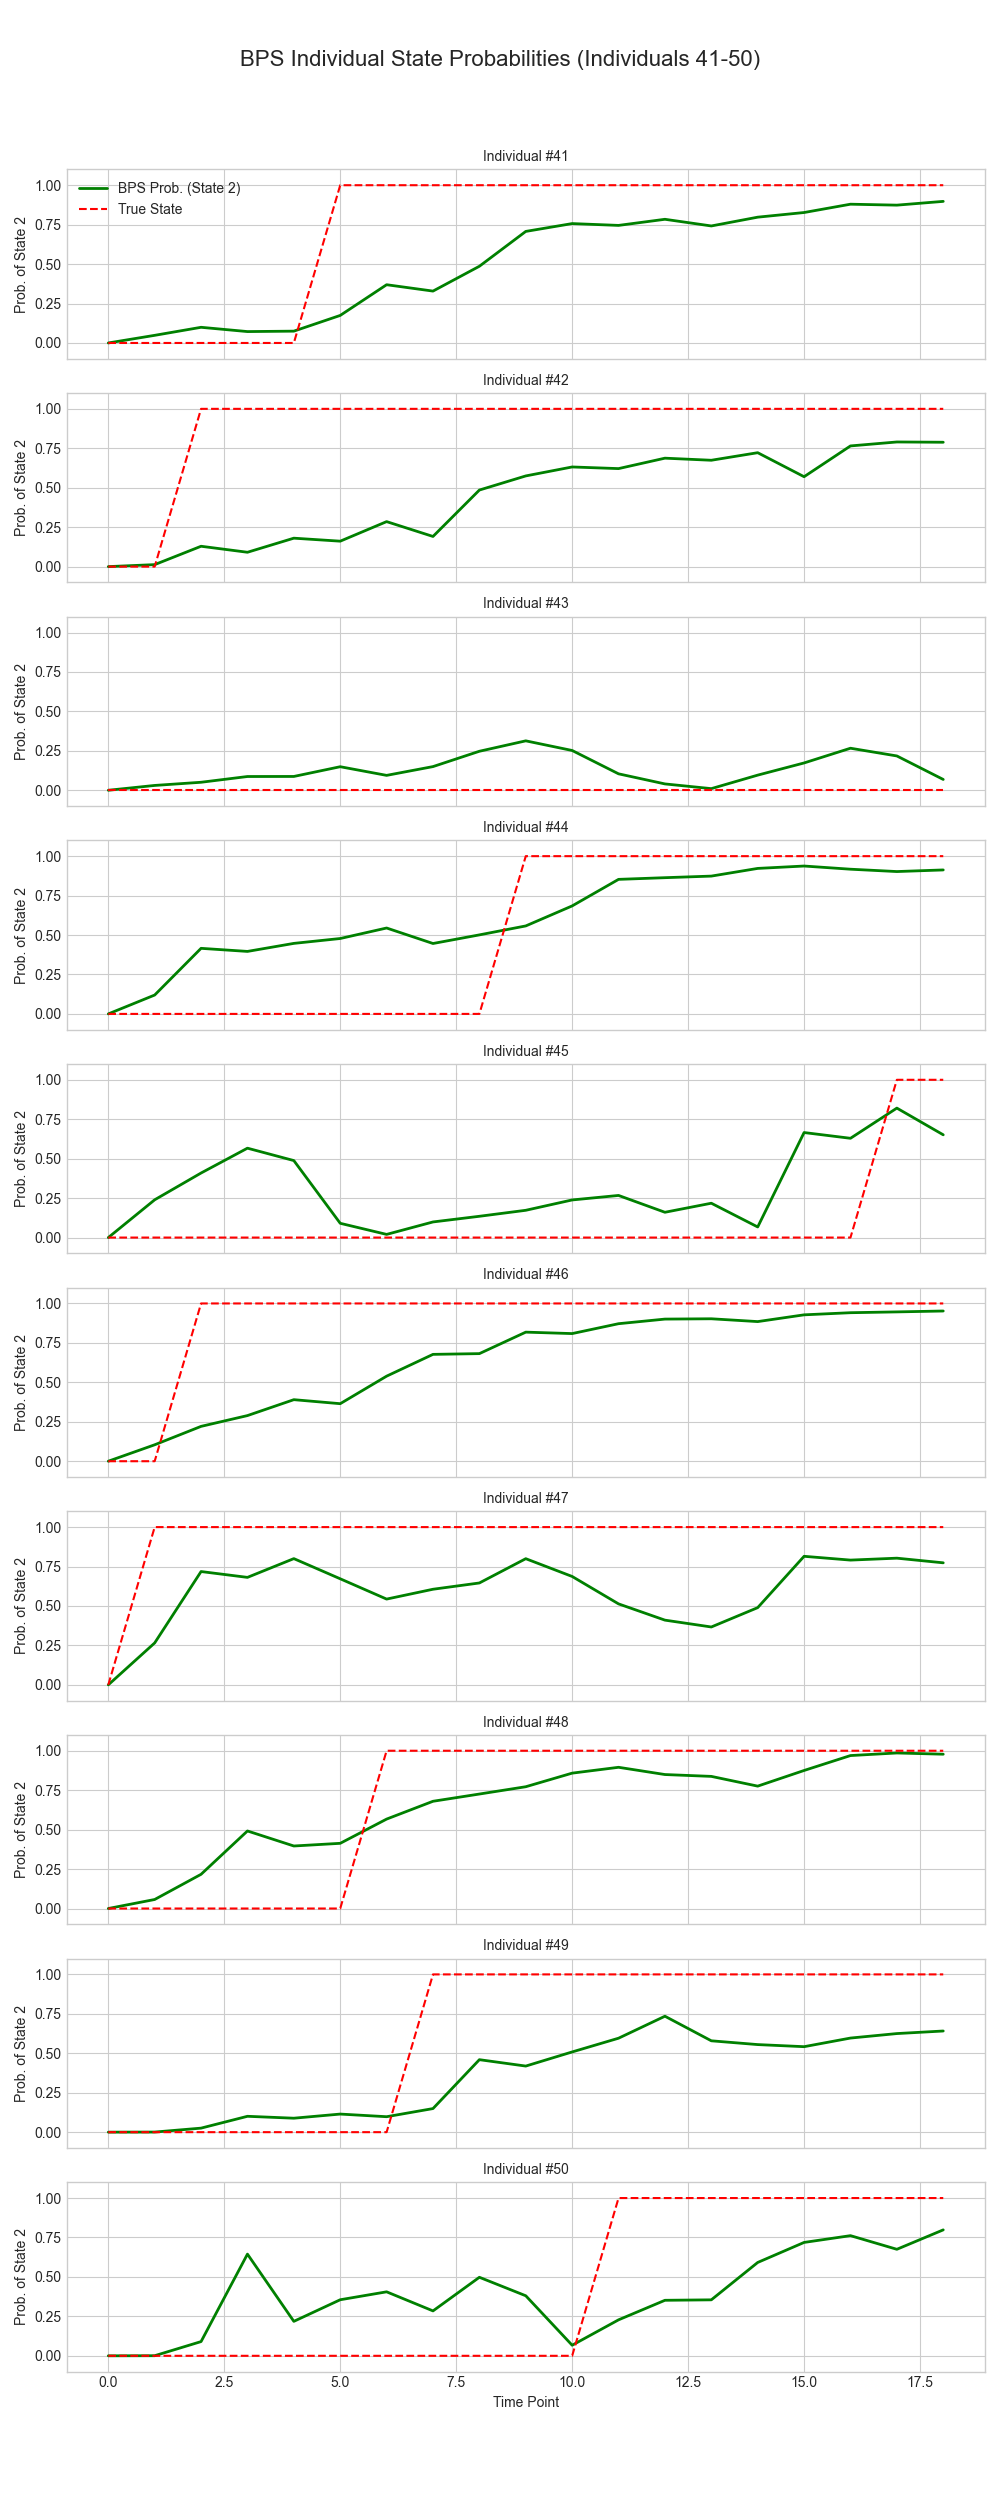 BPS Individual State Probabilities (Individuals 41-50)
Individual #41
BPS Prob. (State 2)
True State
Prob. of State 2
1.00
0.75
0.50
0.25
0.00
Individual #42
Prob. of State 2
1.00
0.75
0.50
0.25
0.00
Individual #43
Prob. of State 2
1.00
0.75
0.50
0.25
0.00
Individual #44
Prob. of State 2
1.00
0.75
0.50
0.25
0.00
Individual #45
Prob. of State 2
1.00
0.75
0.50
0.25
0.00
Individual #46
Prob. of State 2
1.00
0.75
0.50
0.25
0.00
Individual #47
Prob. of State 2
1.00
0.75
0.50
0.25
0.00
Individual #48
Prob. of State 2
1.00
0.75
0.50
0.25
0.00
Individual #49
Prob. of State 2
1.00
0.75
0.50
0.25
0.00
Individual #50
Prob. of State 2
1.00
0.75
0.50
0.25
0.00
0.0 2.5 5.0 7.5 10.0 12.5 15.0 17.5
Time Point